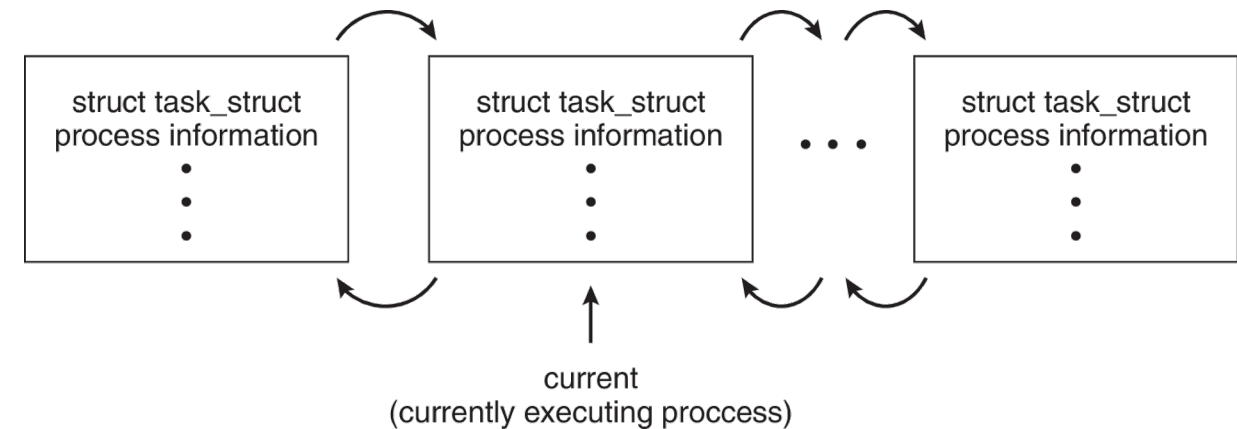 struct task_struct
process information
struct task_struct
process information
struct task_struct
process information
current
(currently executing proccess)